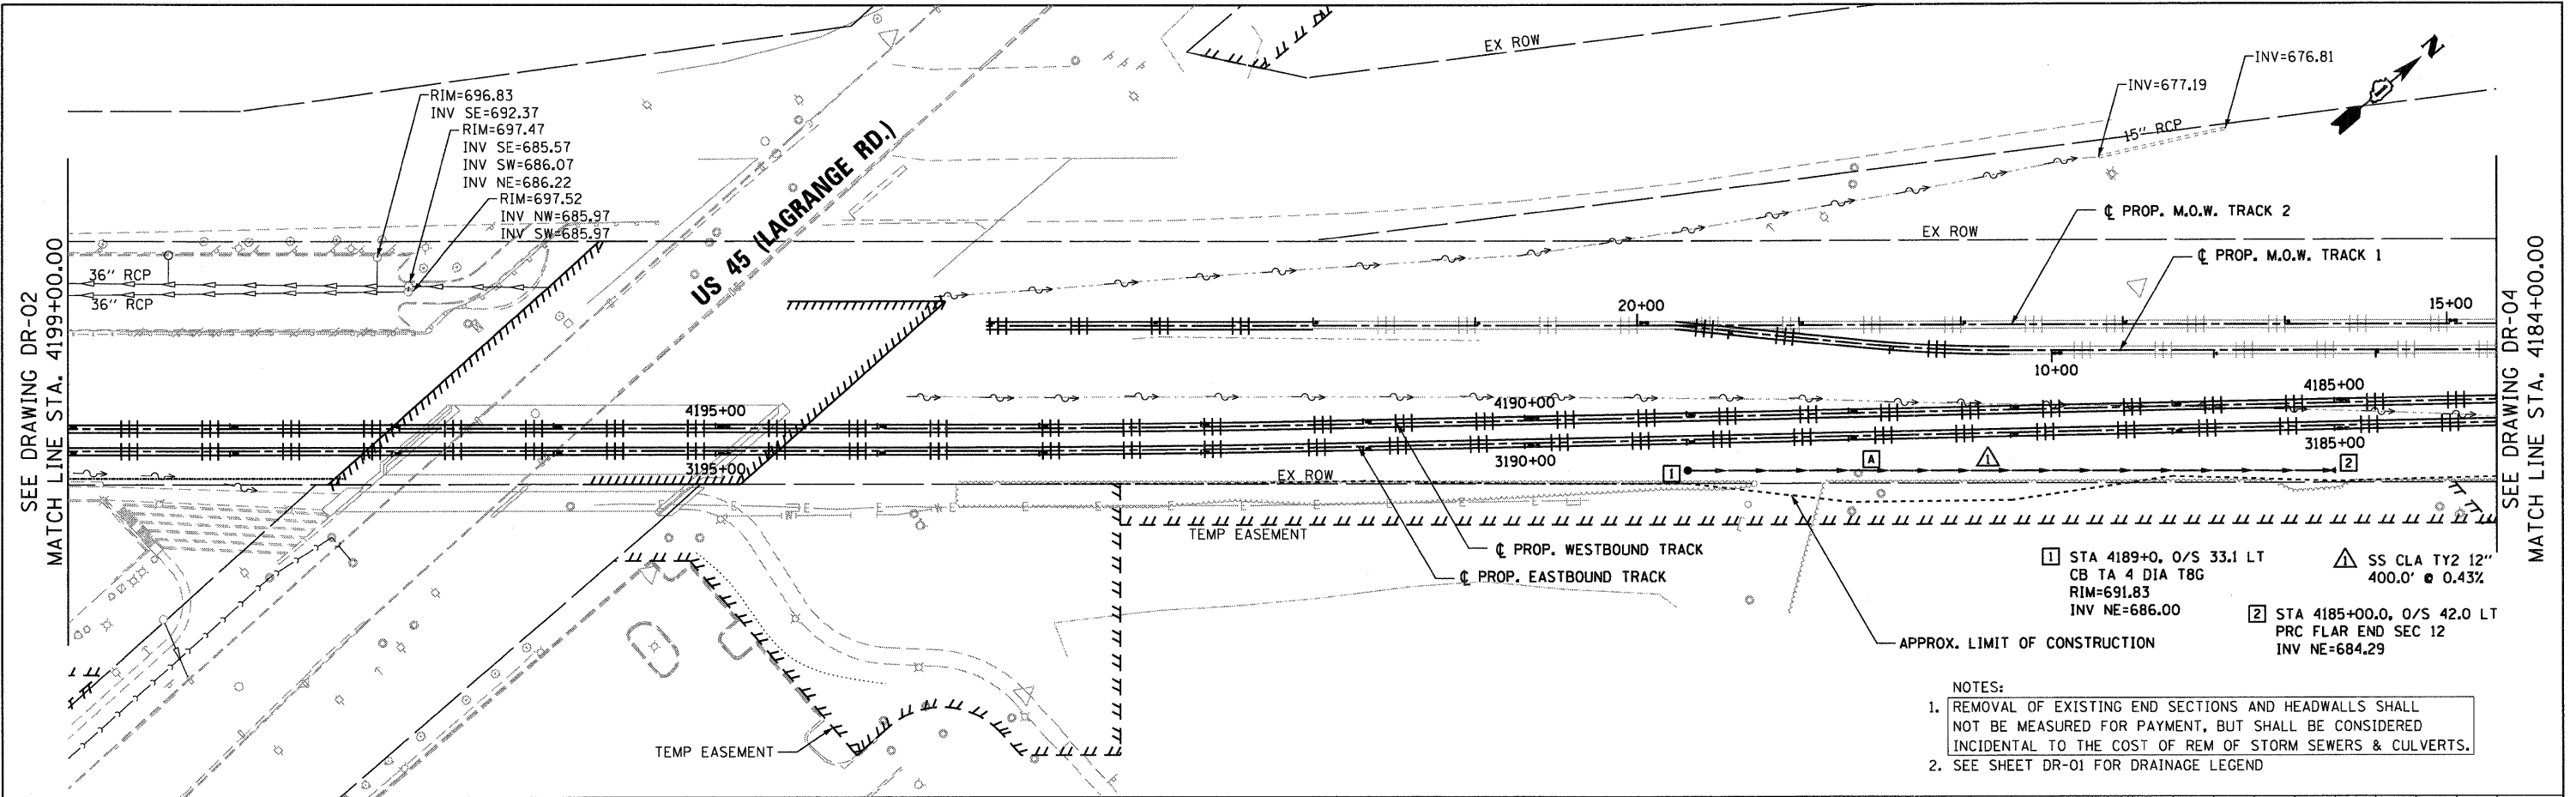 EX ROW
INV=676.81
N
RIM=696.83
INV SE=692.37
RIM=697.47
INV SE=685.57
INV SW=686.07
INV NE=686.22
RIM=697.52
INV NW=685.97
INV SW=685.97
INV=677.19
15" RCP
US 45 (LAGRANGE RD.)
℄ PROP. M.O.W. TRACK 2
EX ROW
℄ PROP. M.O.W. TRACK 1
36" RCP
36" RCP
SEE DRAWING DR-02
MATCH LINE STA. 4199+00.00
20+00
15+00
10+00
4185+00
4195+00
4190+00
3185+00
3195+00
3190+00
1
A
1
2
EX ROW
E E E E E E E E
W
TEMP EASEMENT
℄ PROP. WESTBOUND TRACK
℄ PROP. EASTBOUND TRACK
SEE DRAWING DR-04
MATCH LINE STA. 4184+00.00
1 STA 4189+0, O/S 33.1 LT
CB TA 4 DIA T8G
RIM=691.83
INV NE=686.00
1 SS CLA TY2 12"
400.0' @ 0.43%
2 STA 4185+00.0, O/S 42.0 LT
PRC FLAR END SEC 12
INV NE=684.29
APPROX. LIMIT OF CONSTRUCTION
TEMP EASEMENT
NOTES:
1. REMOVAL OF EXISTING END SECTIONS AND HEADWALLS SHALL
NOT BE MEASURED FOR PAYMENT, BUT SHALL BE CONSIDERED
INCIDENTAL TO THE COST OF REM OF STORM SEWERS & CULVERTS.
2. SEE SHEET DR-01 FOR DRAINAGE LEGEND